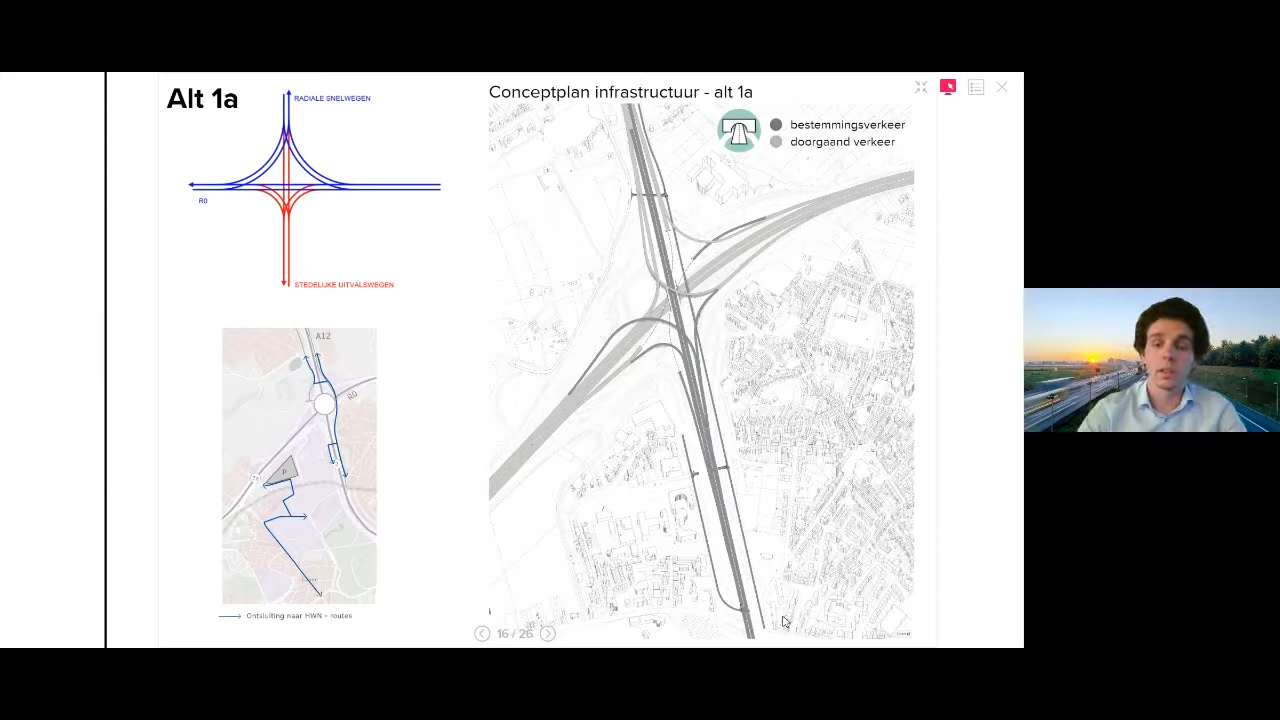 Alt 1a
RADIALE SNELWEGEN
R0
STEDELIJKE UITVALSWEGEN
A12
R0
P
Ontsluiting naar HWN - routes
Conceptplan infrastructuur - alt 1a
bestemmingsverkeer
doorgaand verkeer
16 / 26